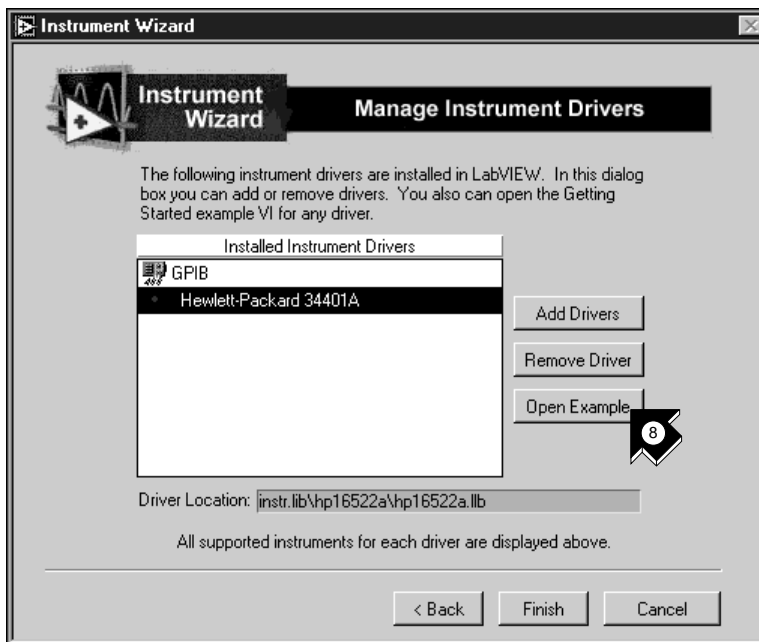 Instrument Wizard
Instrument
Wizard
Manage Instrument Drivers
The following instrument drivers are installed in LabVIEW. In this dialog
box you can add or remove drivers. You also can open the Getting
Started example VI for any driver.
Installed Instrument Drivers
GPIB
Hewlett-Packard 34401A
Add Drivers
Remove Driver
Open Example
8
Driver Location: instr.lib\hp16522a\hp16522a.llb
All supported instruments for each driver are displayed above.
< Back
Finish
Cancel